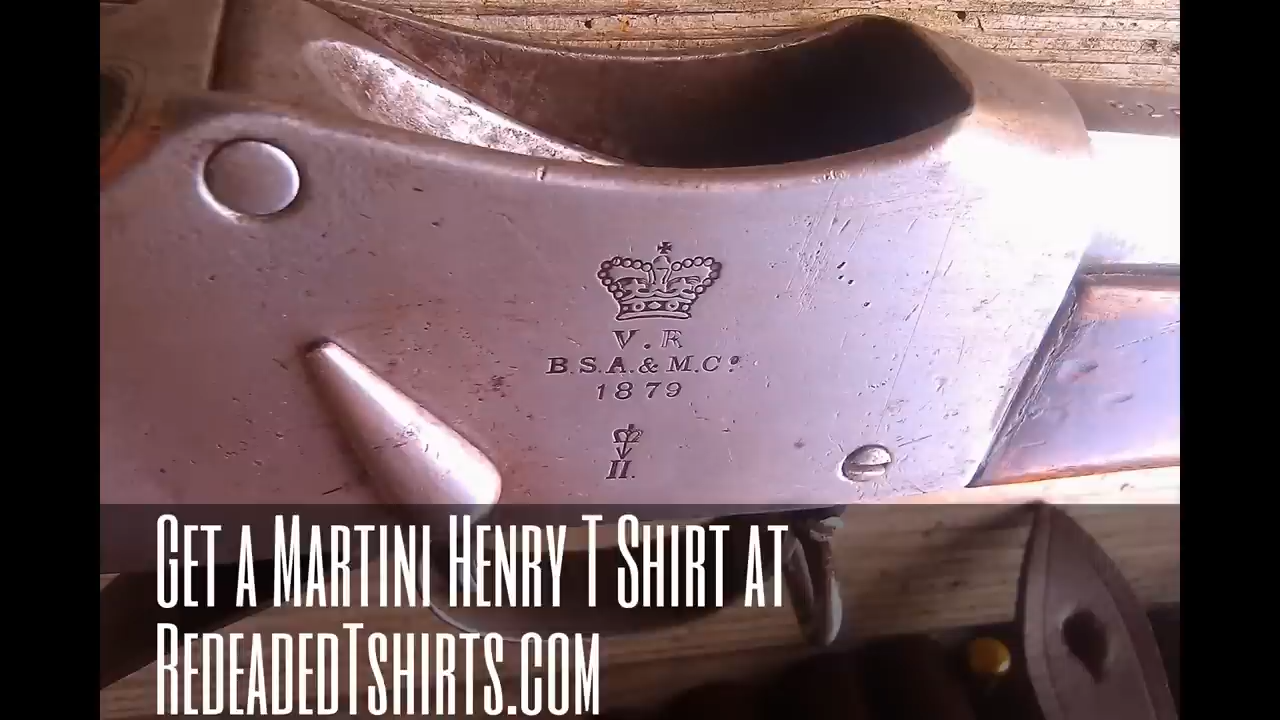 V. R
B.S.A. & M. Cº
1879
II.
Get a Martini Henry T Shirt at
RedeadedTshirts.com